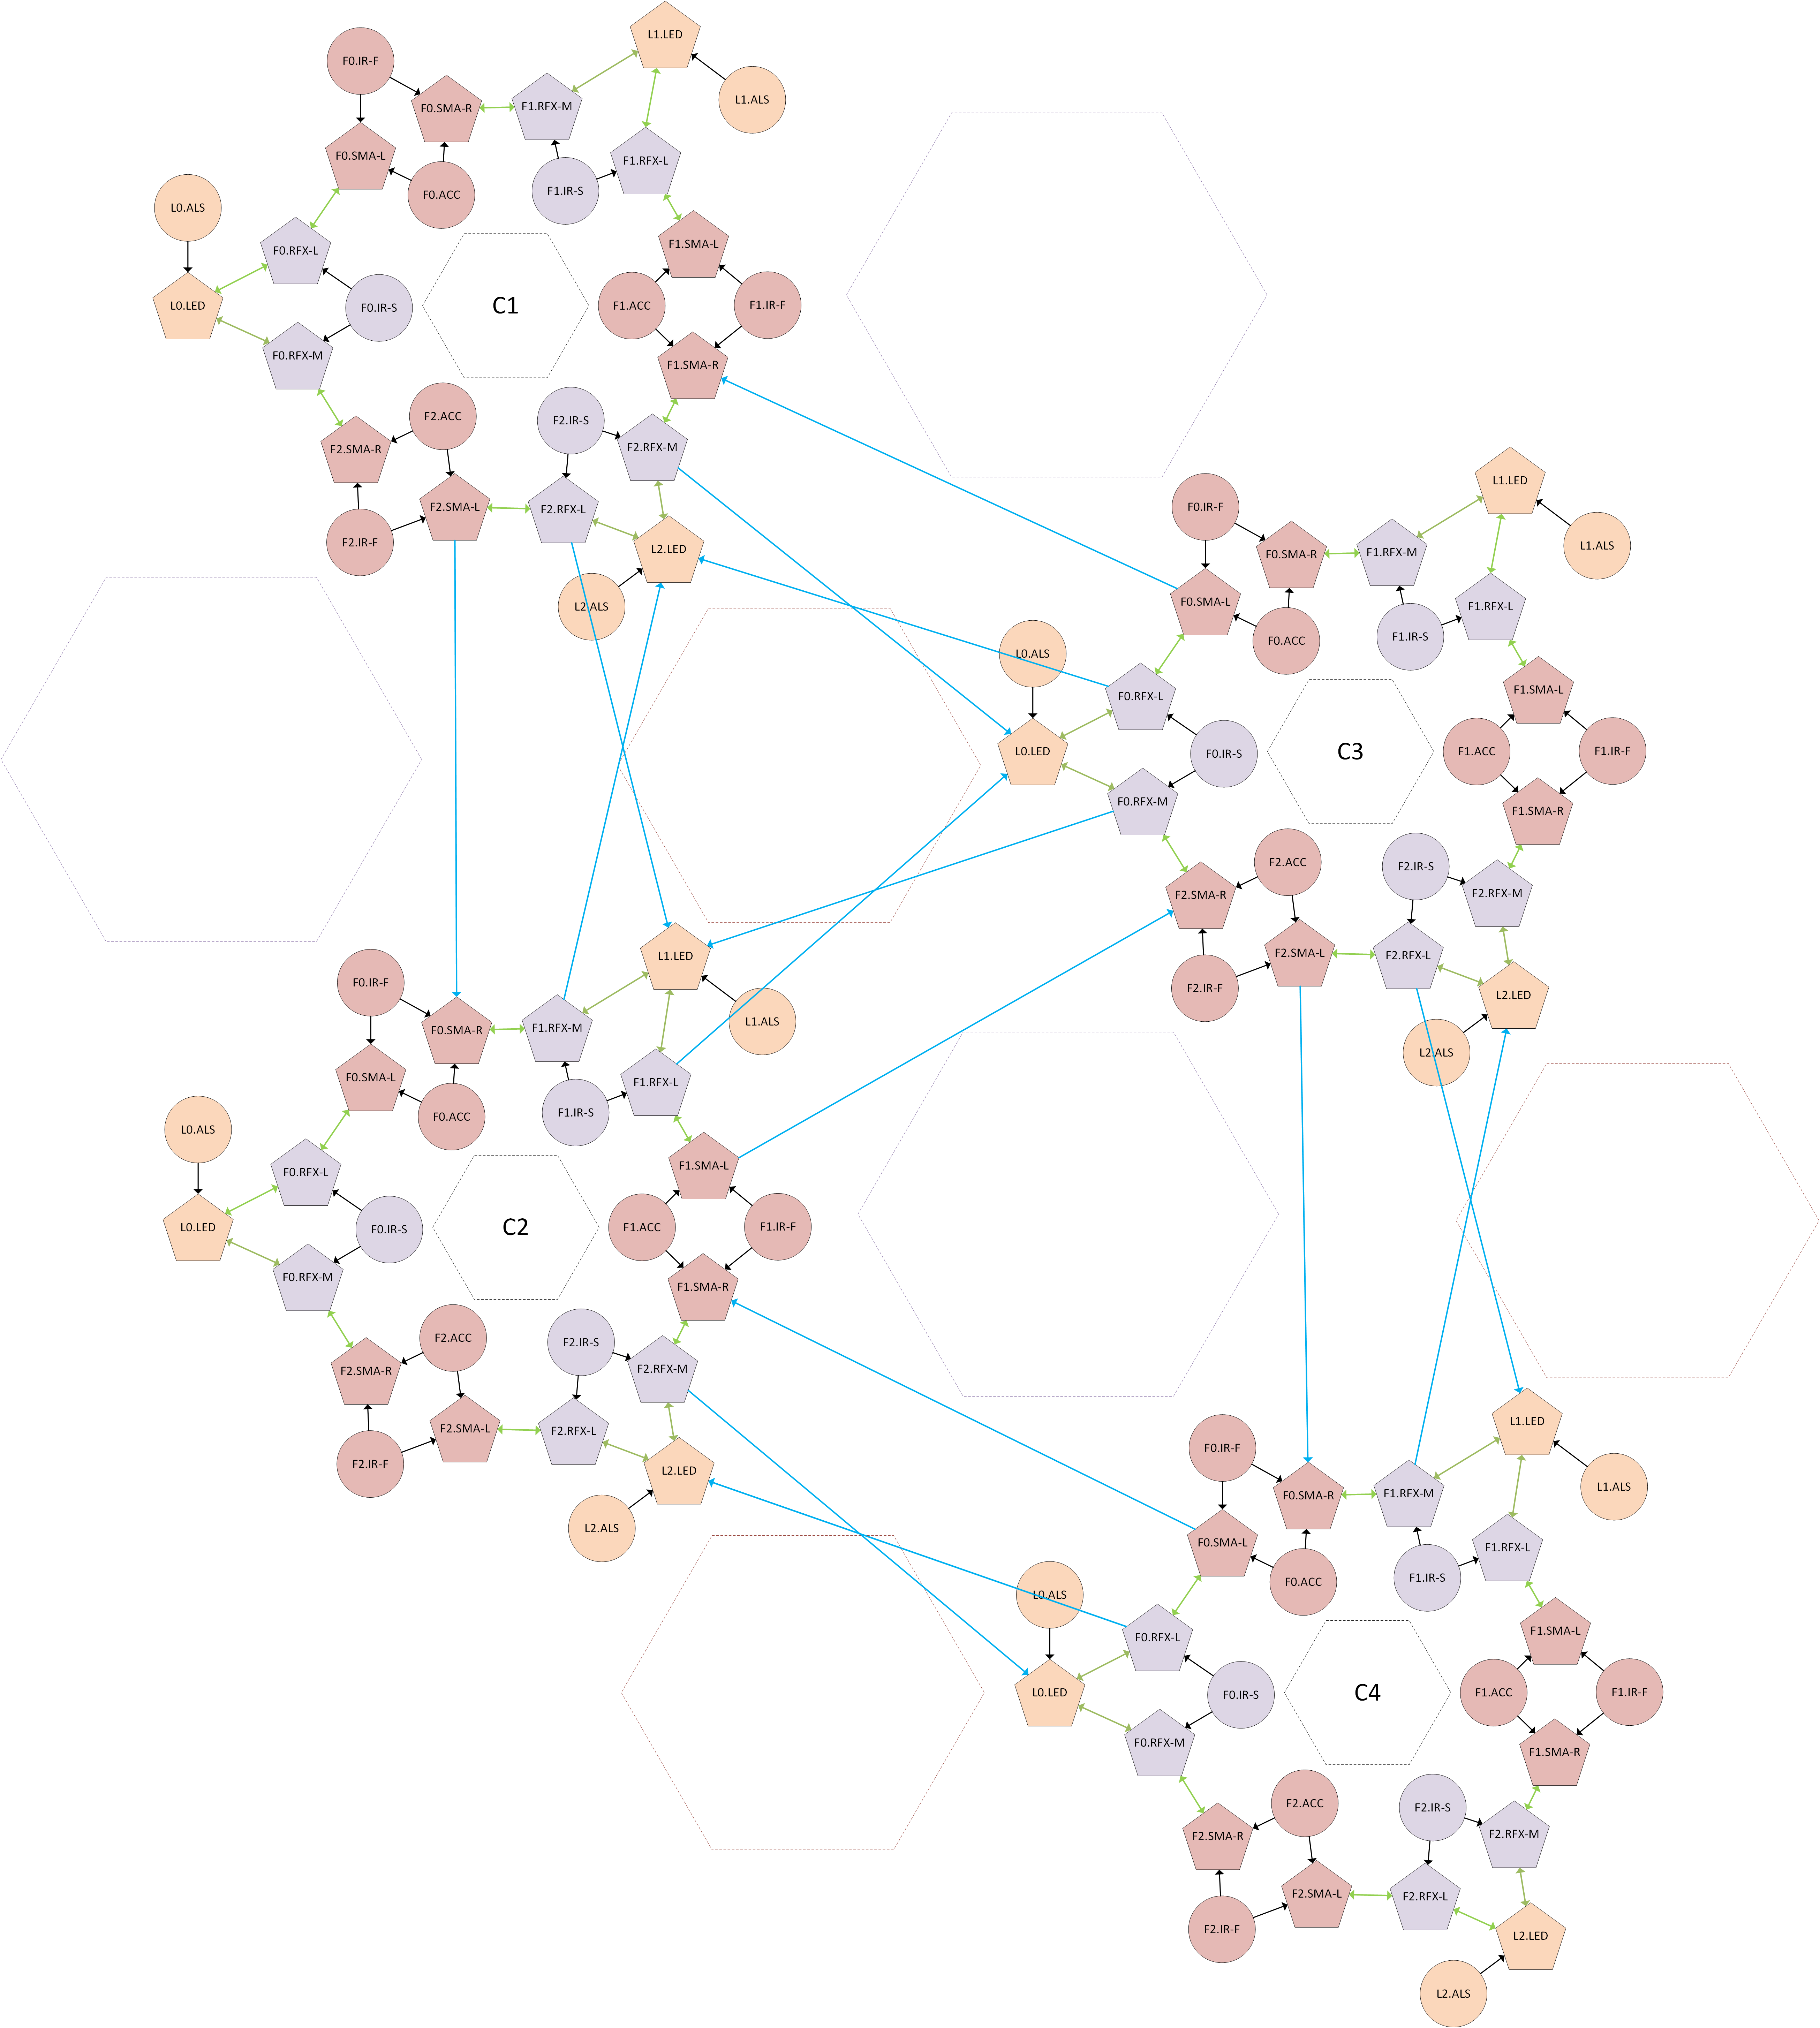 L1.LED
F0.IR-F
L1.ALS
F0.SMA-R
F1.RFX-M
F0.SMA-L
F1.RFX-L
F0.ACC
F1.IR-S
L0.ALS
F0.RFX-L
F1.SMA-L
L0.LED
F0.IR-S
C1
F1.ACC
F1.IR-F
F0.RFX-M
F1.SMA-R
F2.ACC
F2.IR-S
F2.SMA-R
F2.RFX-M
F2.SMA-L
F2.RFX-L
F2.IR-F
L2.LED
L2.ALS
L1.LED
F0.IR-F
L1.ALS
F0.SMA-R
F1.RFX-M
F0.SMA-L
F1.RFX-L
F0.ACC
F1.IR-S
L0.ALS
F0.RFX-L
F1.SMA-L
L0.LED
F0.IR-S
C3
F1.ACC
F1.IR-F
F0.RFX-M
F1.SMA-R
F2.ACC
F2.IR-S
F2.SMA-R
F2.RFX-M
F2.SMA-L
F2.RFX-L
F2.IR-F
L2.LED
L2.ALS
L1.LED
F0.IR-F
L1.ALS
F0.SMA-R
F1.RFX-M
F0.SMA-L
F1.RFX-L
F0.ACC
F1.IR-S
L0.ALS
F0.RFX-L
F1.SMA-L
L0.LED
F0.IR-S
C2
F1.ACC
F1.IR-F
F0.RFX-M
F1.SMA-R
F2.ACC
F2.IR-S
F2.SMA-R
F2.RFX-M
F2.SMA-L
F2.RFX-L
F2.IR-F
L2.LED
L2.ALS
L1.LED
F0.IR-F
L1.ALS
F0.SMA-R
F1.RFX-M
F0.SMA-L
F1.RFX-L
F0.ACC
F1.IR-S
L0.ALS
F0.RFX-L
F1.SMA-L
L0.LED
F0.IR-S
C4
F1.ACC
F1.IR-F
F0.RFX-M
F1.SMA-R
F2.ACC
F2.IR-S
F2.SMA-R
F2.RFX-M
F2.SMA-L
F2.RFX-L
F2.IR-F
L2.LED
L2.ALS